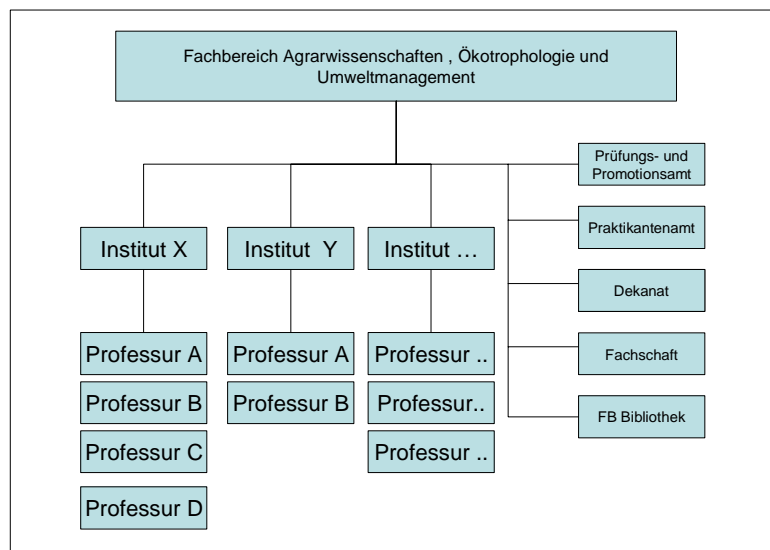 Fachbereich Agrarwissenschaften , Ökotrophologie und
Umweltmanagement
Prüfungs- und
Promotionsamt
Praktikantenamt
Dekanat
Fachschaft
FB Bibliothek
Institut X
Institut Y
Institut …
Professur A
Professur B
Professur C
Professur D
Professur A
Professur B
Professur ..
Professur..
Professur ..